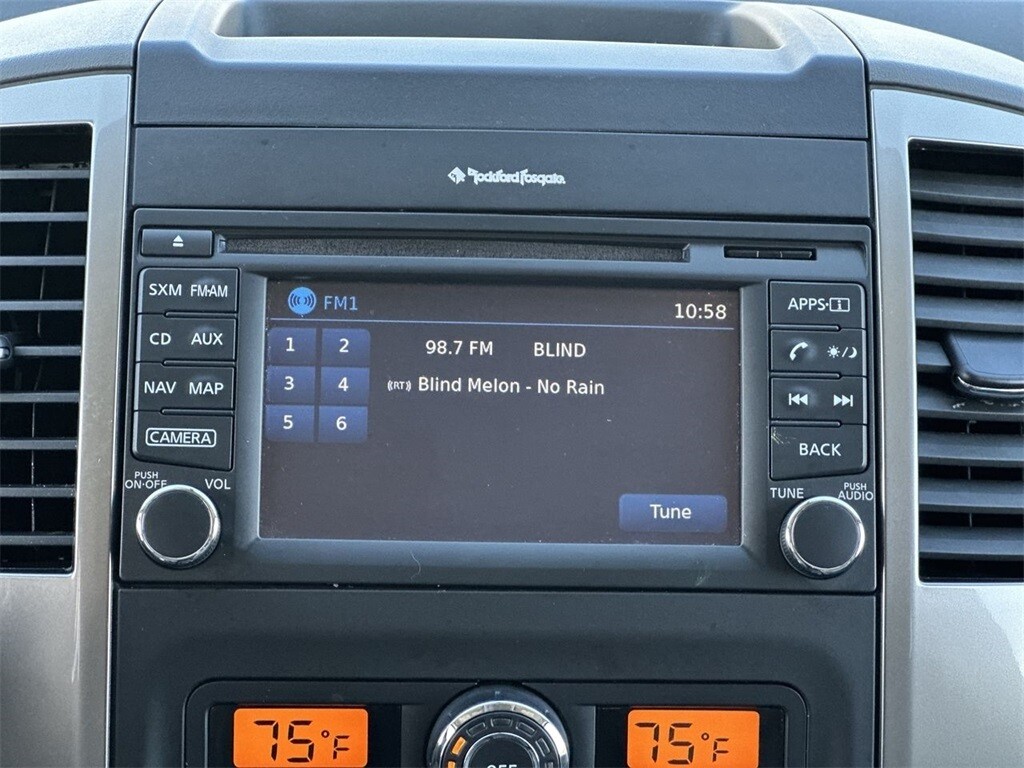 Rockford Fosgate
SXM FM·AM
CD AUX
NAV MAP
CAMERA
PUSH
ON·OFF
VOL
FM1 10:58
1 2
3 4
5 6
98.7 FM BLIND
((RT)) Blind Melon - No Rain
Tune
APPS·i
BACK
TUNE
PUSH
AUDIO
75°F
75°F
OFF